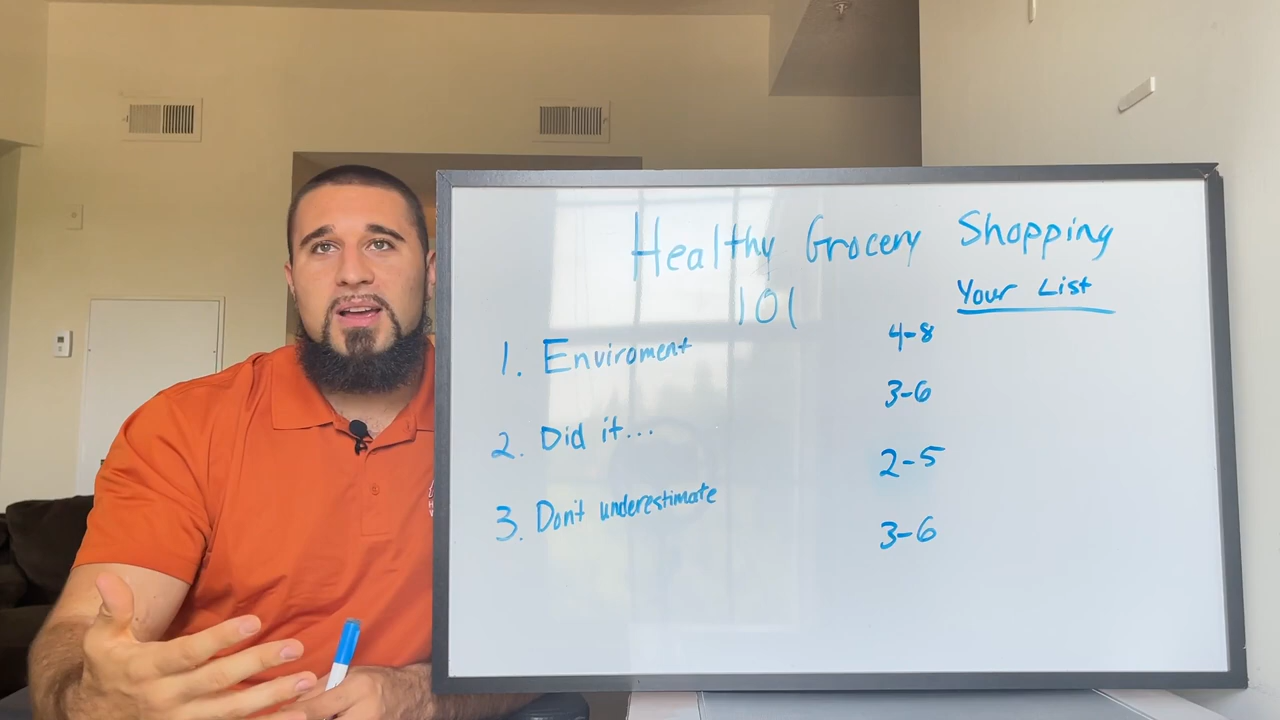 Healthy Grocery Shopping
101
Your List
1. Enviroment
2. Did it...
3. Don't underestimate
4-8
3-6
2-5
3-6